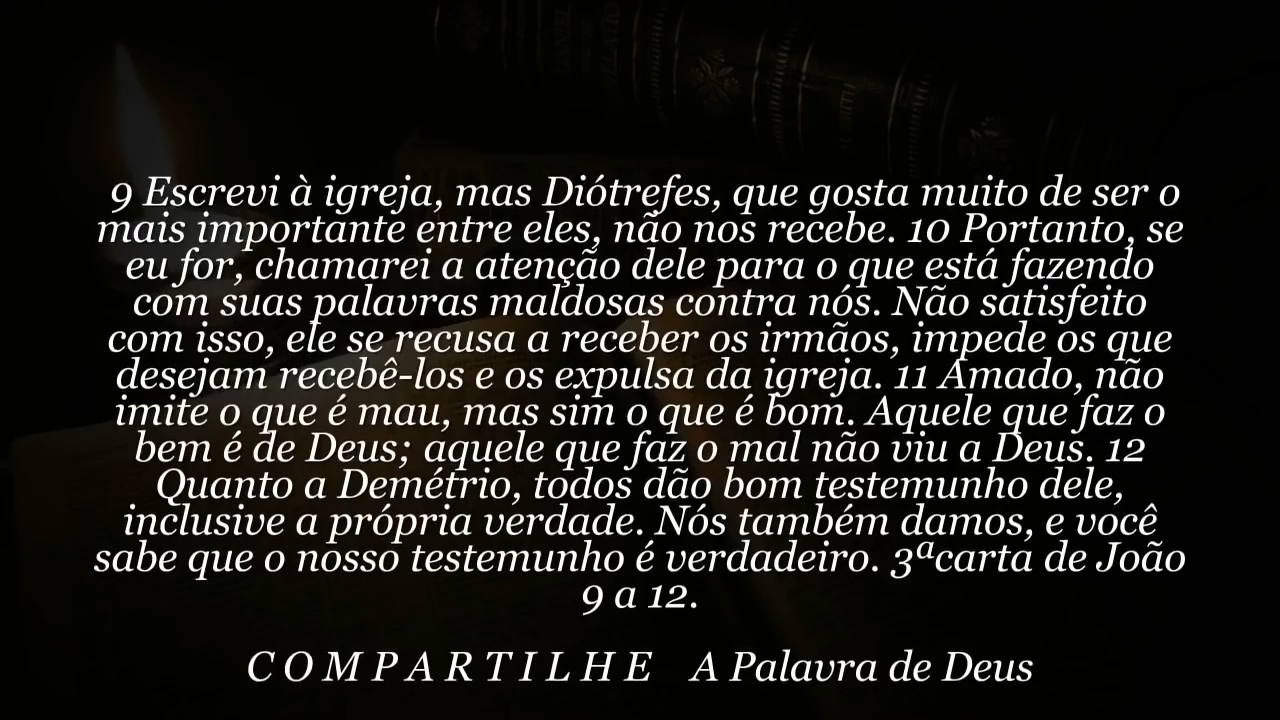 9 Escrevi à igreja, mas Diótrefes, que gosta muito de ser o
mais importante entre eles, não nos recebe. 10 Portanto, se
eu for, chamarei a atenção dele para o que está fazendo
com suas palavras maldosas contra nós. Não satisfeito
com isso, ele se recusa a receber os irmãos, impede os que
desejam recebê-los e os expulsa da igreja. 11 Amado, não
imite o que é mau, mas sim o que é bom. Aquele que faz o
bem é de Deus; aquele que faz o mal não viu a Deus. 12
Quanto a Demétrio, todos dão bom testemunho dele,
inclusive a própria verdade. Nós também damos, e você
sabe que o nosso testemunho é verdadeiro. 3ªcarta de João
9 a 12.
C O M P A R T I L H E A Palavra de Deus